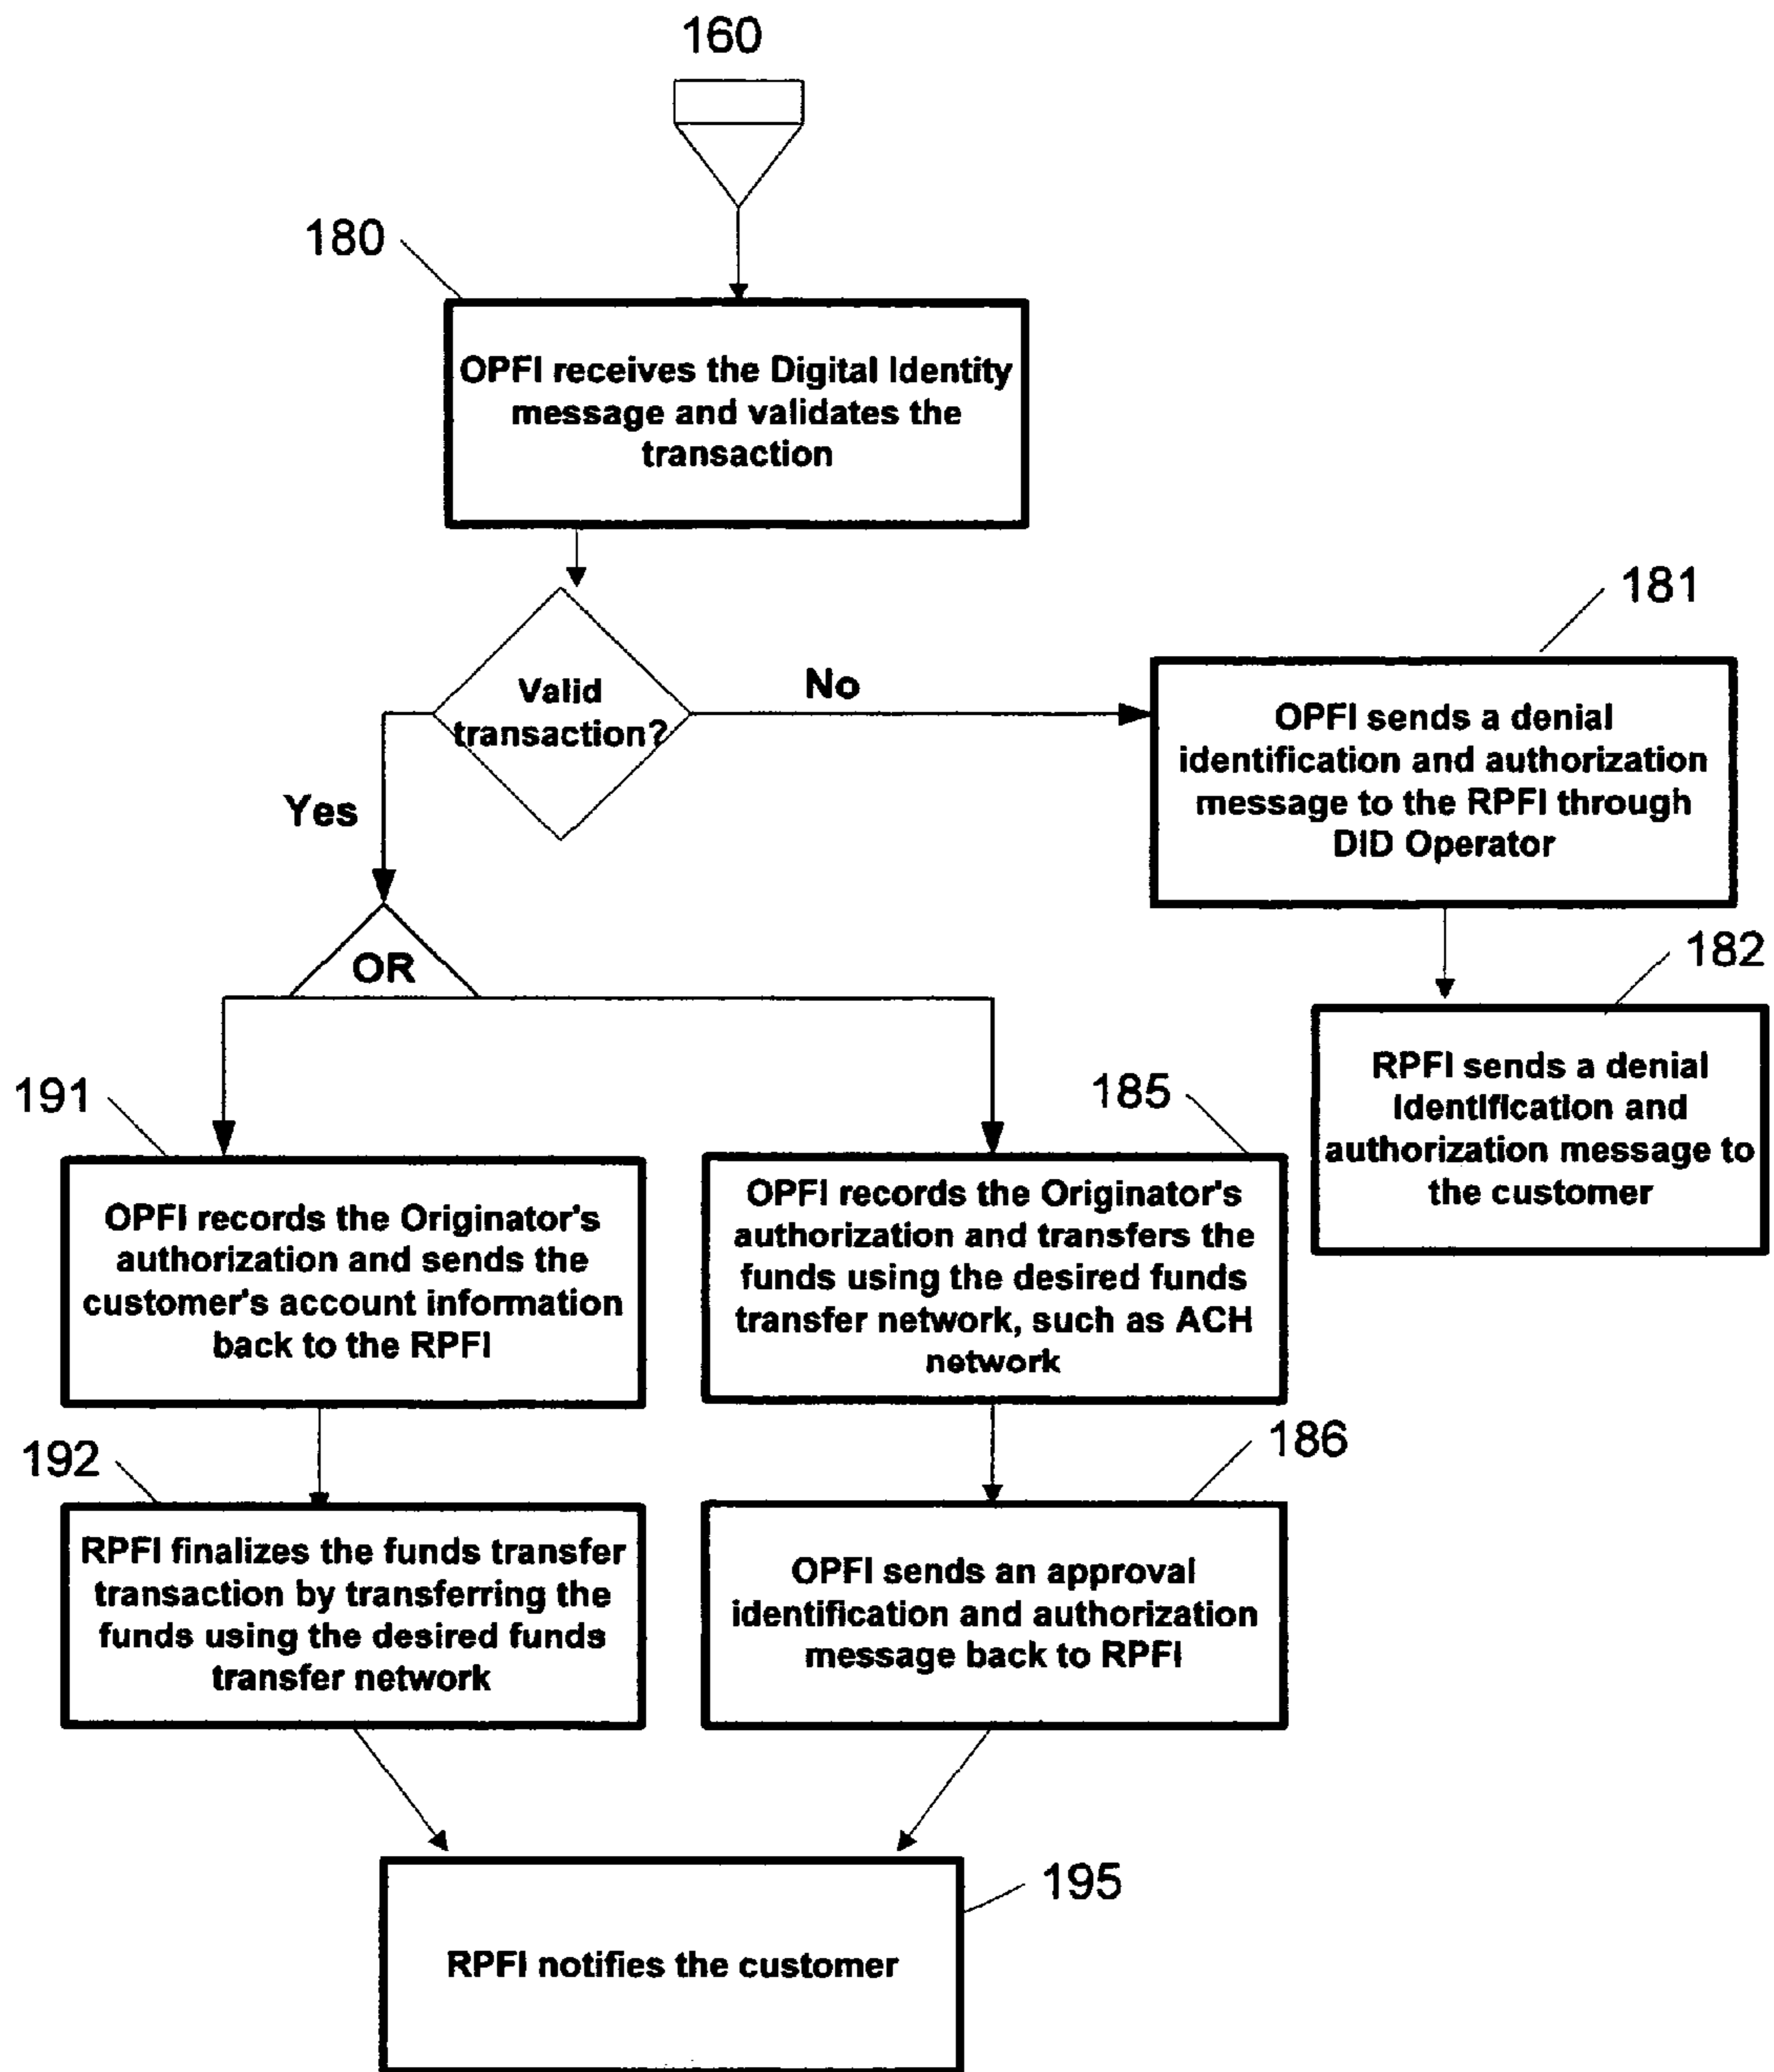 160
180
OPFI receives the Digital Identity
message and validates the
transaction
Valid
transaction?
No
Yes
181
OPFI sends a denial
identification and authorization
message to the RPFI through
DID Operator
OR
182
RPFI sends a denial
identification and
authorization message to
the customer
191
OPFI records the Originator's
authorization and sends the
customer's account information
back to the RPFI
185
OPFI records the Originator's
authorization and transfers the
funds using the desired funds
transfer network, such as ACH
network
192
RPFI finalizes the funds transfer
transaction by transferring the
funds using the desired funds
transfer network
186
OPFI sends an approval
identification and authorization
message back to RPFI
195
RPFI notifies the customer